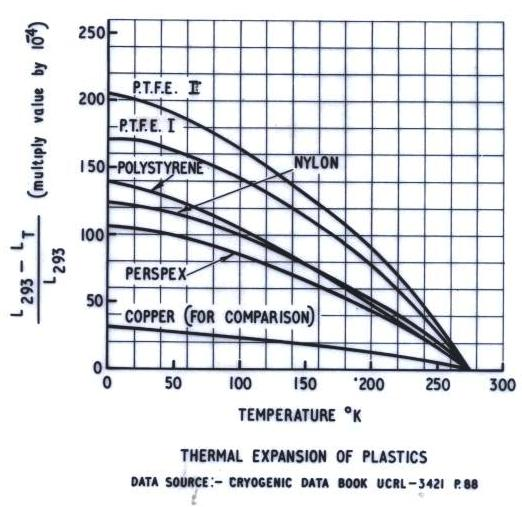 L293 - LT
L293
(multiply value by 10⁻⁴)
250
200
150
100
50
0
P.T.F.E. II
P.T.F.E. I
POLYSTYRENE
NYLON
PERSPEX
COPPER (FOR COMPARISON)
0 50 100 150 200 250 300
TEMPERATURE °K
THERMAL EXPANSION OF PLASTICS
DATA SOURCE:- CRYOGENIC DATA BOOK UCRL-3421 P.88